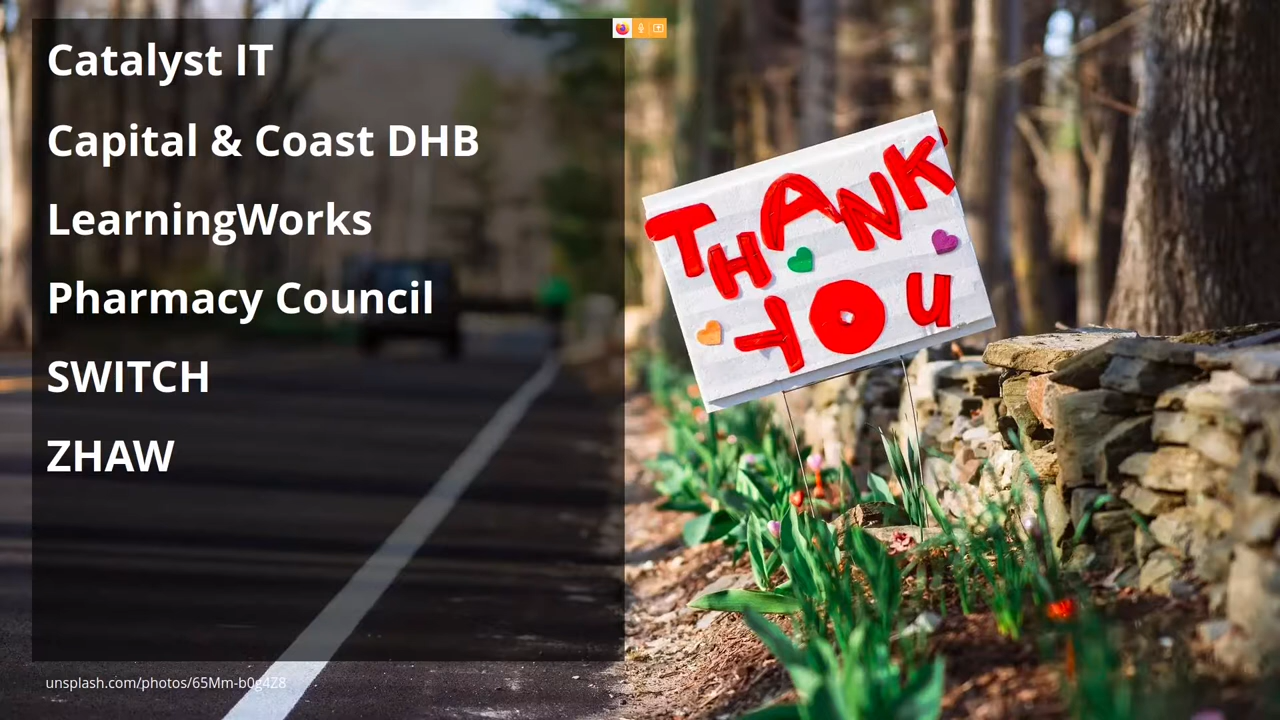 Catalyst IT
Capital & Coast DHB
LearningWorks
Pharmacy Council
SWITCH
ZHAW
THANK
YOU
unsplash.com/photos/65Mm-b0g4Z8